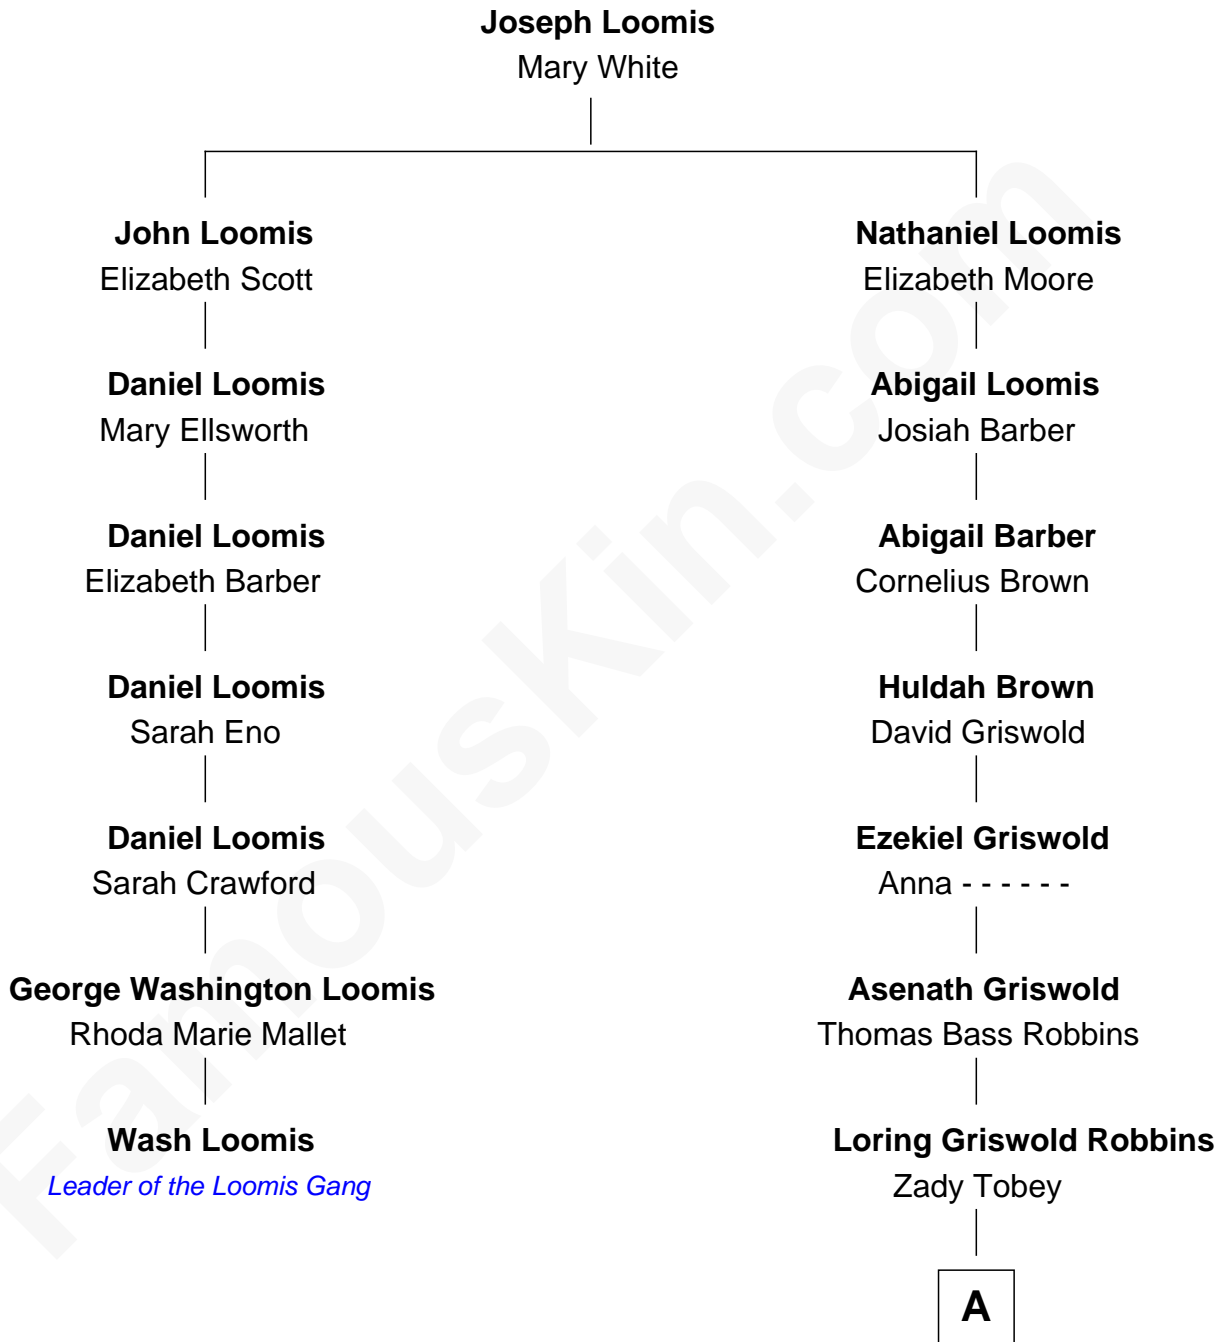 Joseph Loomis
Mary White
John Loomis
Elizabeth Scott
Nathaniel Loomis
Elizabeth Moore
Daniel Loomis
Mary Ellsworth
Abigail Loomis
Josiah Barber
Daniel Loomis
Elizabeth Barber
Abigail Barber
Cornelius Brown
Daniel Loomis
Sarah Eno
Huldah Brown
David Griswold
Daniel Loomis
Sarah Crawford
Ezekiel Griswold
Anna - - - - - -
George Washington Loomis
Rhoda Marie Mallet
Asenath Griswold
Thomas Bass Robbins
Wash Loomis
Leader of the Loomis Gang
Loring Griswold Robbins
Zady Tobey
A
FamousKin.com